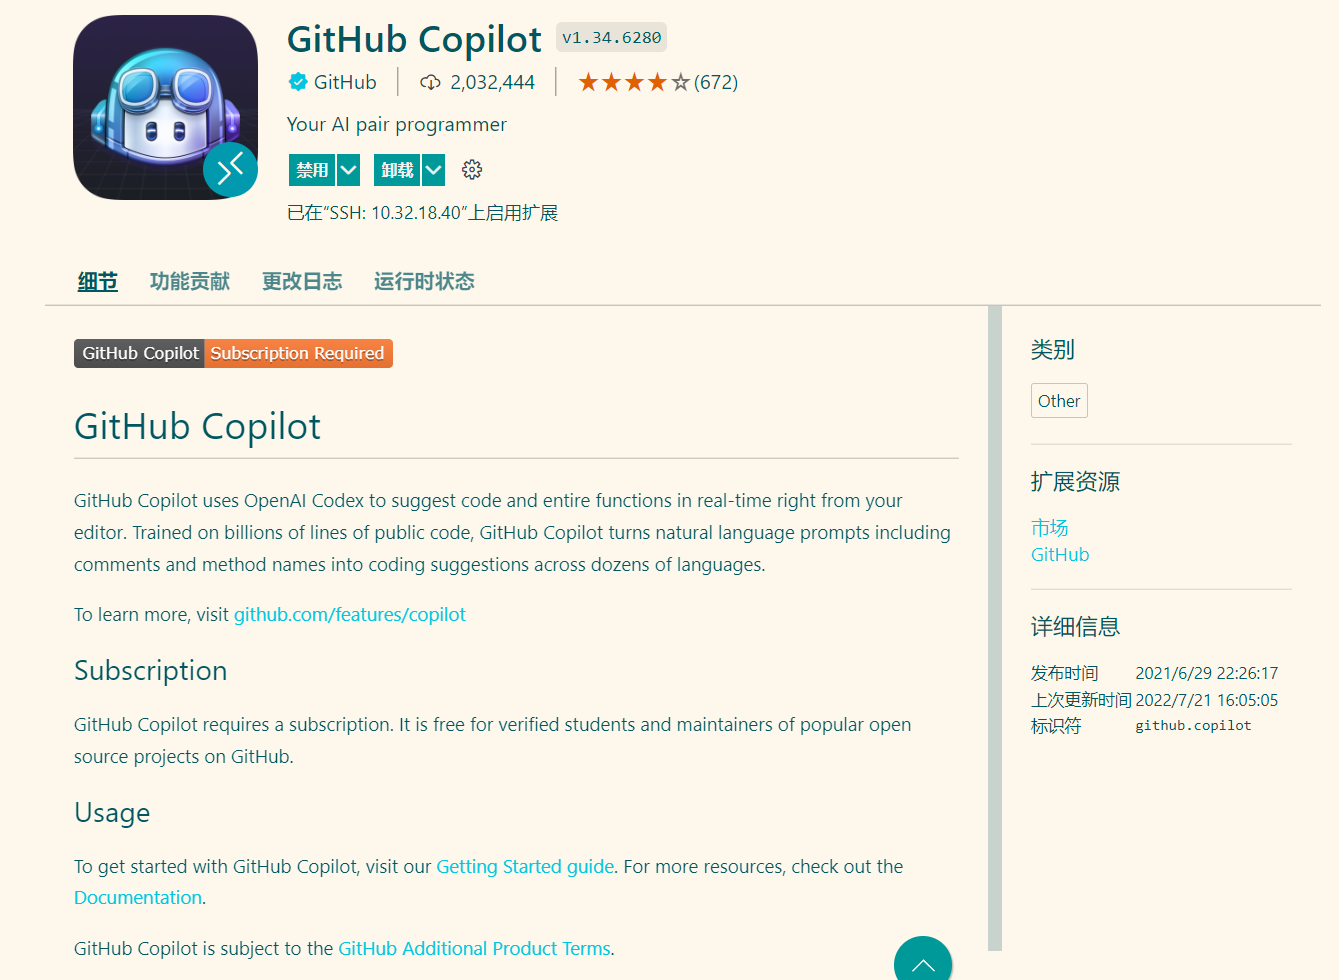 GitHub Copilot v1.34.6280
GitHub 2,032,444 (672)
Your AI pair programmer
禁用 卸载
已在“SSH: 10.32.18.40”上启用扩展
细节 功能贡献 更改日志 运行时状态
GitHub Copilot Subscription Required
GitHub Copilot
GitHub Copilot uses OpenAI Codex to suggest code and entire functions in real-time right from your
editor. Trained on billions of lines of public code, GitHub Copilot turns natural language prompts including
comments and method names into coding suggestions across dozens of languages.
To learn more, visit github.com/features/copilot
Subscription
GitHub Copilot requires a subscription. It is free for verified students and maintainers of popular open
source projects on GitHub.
Usage
To get started with GitHub Copilot, visit our Getting Started guide. For more resources, check out the
Documentation.
GitHub Copilot is subject to the GitHub Additional Product Terms.
类别
Other
扩展资源
市场
GitHub
详细信息
发布时间 2021/6/29 22:26:17
上次更新时间 2022/7/21 16:05:05
标识符 github.copilot